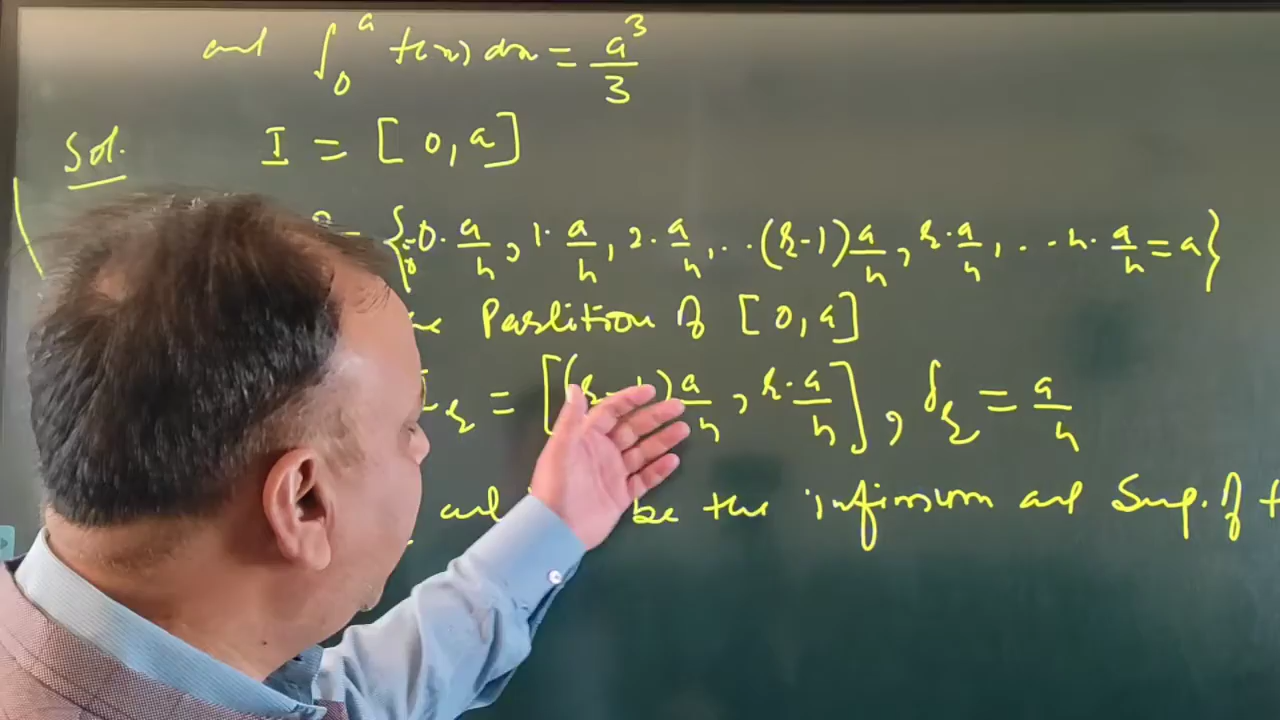 and ∫₀ᵃ f(x) dx = a³/3
Sol. I = [0, a]
= {0·a/n, 1·a/n, 2·a/n, ..(r-1)a/n, r·a/n, ...n·a/n = a}
Partition of [0, a]
r = [(r-1)a/n, r·a/n], δr = a/n
and be the infimum and Sup. of f